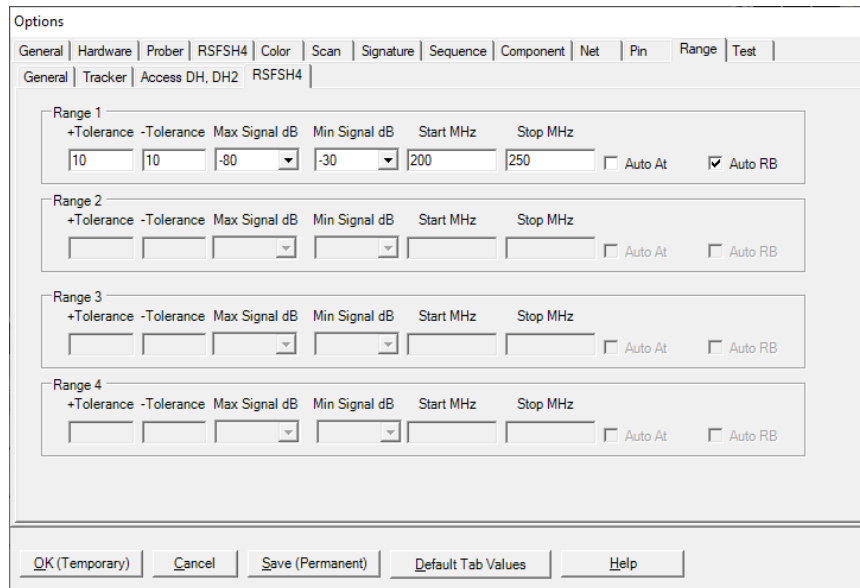 Options
General Hardware Prober RSFSH4 Color Scan Signature Sequence Component Net Pin Range Test
General Tracker Access DH, DH2 RSFSH4
Range 1
+Tolerance -Tolerance Max Signal dB Min Signal dB Start MHz Stop MHz
10 10 -80 -30 200 250 Auto At Auto RB
Range 2
+Tolerance -Tolerance Max Signal dB Min Signal dB Start MHz Stop MHz
Auto At Auto RB
Range 3
+Tolerance -Tolerance Max Signal dB Min Signal dB Start MHz Stop MHz
Auto At Auto RB
Range 4
+Tolerance -Tolerance Max Signal dB Min Signal dB Start MHz Stop MHz
Auto At Auto RB
OK (Temporary) Cancel Save (Permanent) Default Tab Values Help